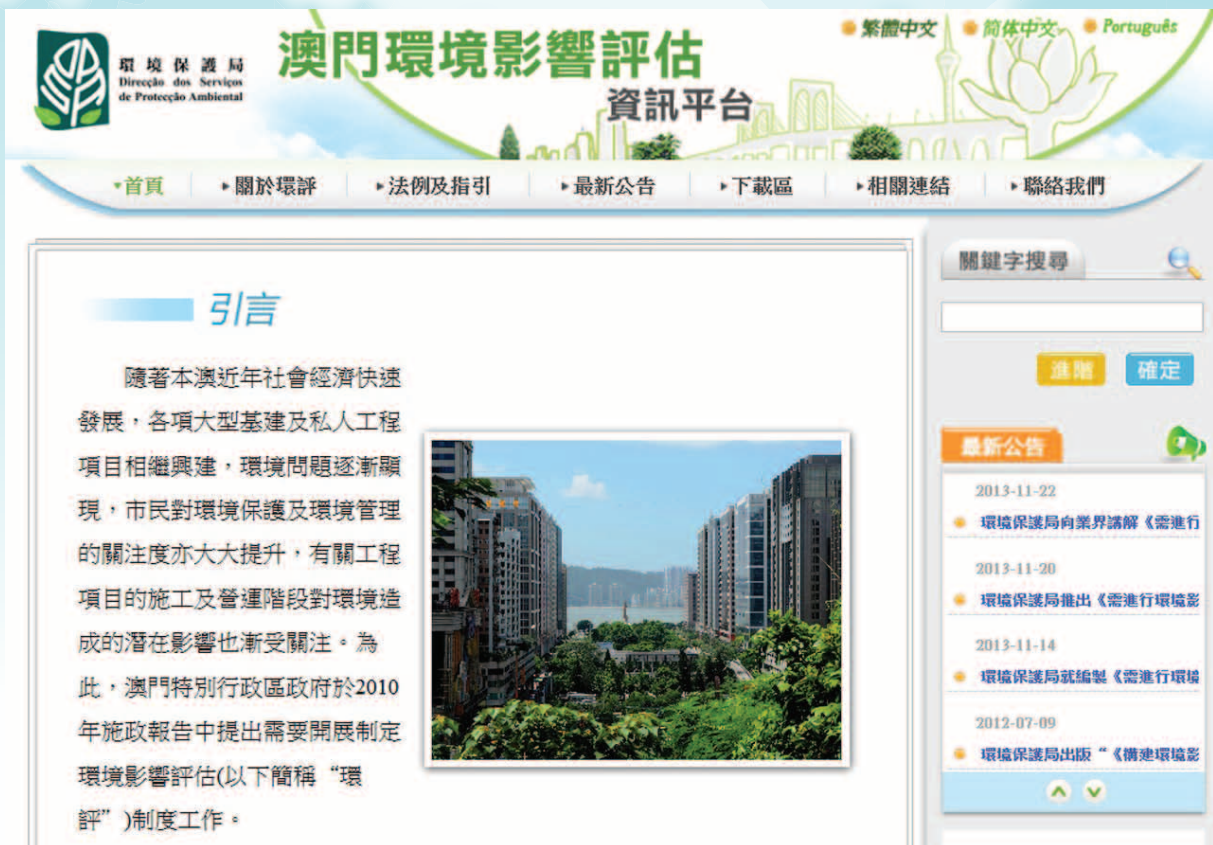 繁體中文 简体中文 Português
環境保護局
Direcção dos Serviços
de Protecção Ambiental
澳門環境影響評估
資訊平台
首頁 關於環評 法例及指引 最新公告 下載區 相關連結 聯絡我們
引言
隨著本澳近年社會經濟快速
發展，各項大型基建及私人工程
項目相繼興建，環境問題逐漸顯
現，市民對環境保護及環境管理
的關注度亦大大提升，有關工程
項目的施工及營運階段對環境造
成的潛在影響也漸受關注。為
此，澳門特別行政區政府於2010
年施政報告中提出需要開展制定
環境影響評估(以下簡稱“環
評”)制度工作。
關鍵字搜尋
進階 確定
最新公告
2013-11-22
環境保護局向業界講解《需進行
2013-11-20
環境保護局推出《需進行環境影
2013-11-14
環境保護局就編製《需進行環境
2012-07-09
環境保護局出版“《構建環境影